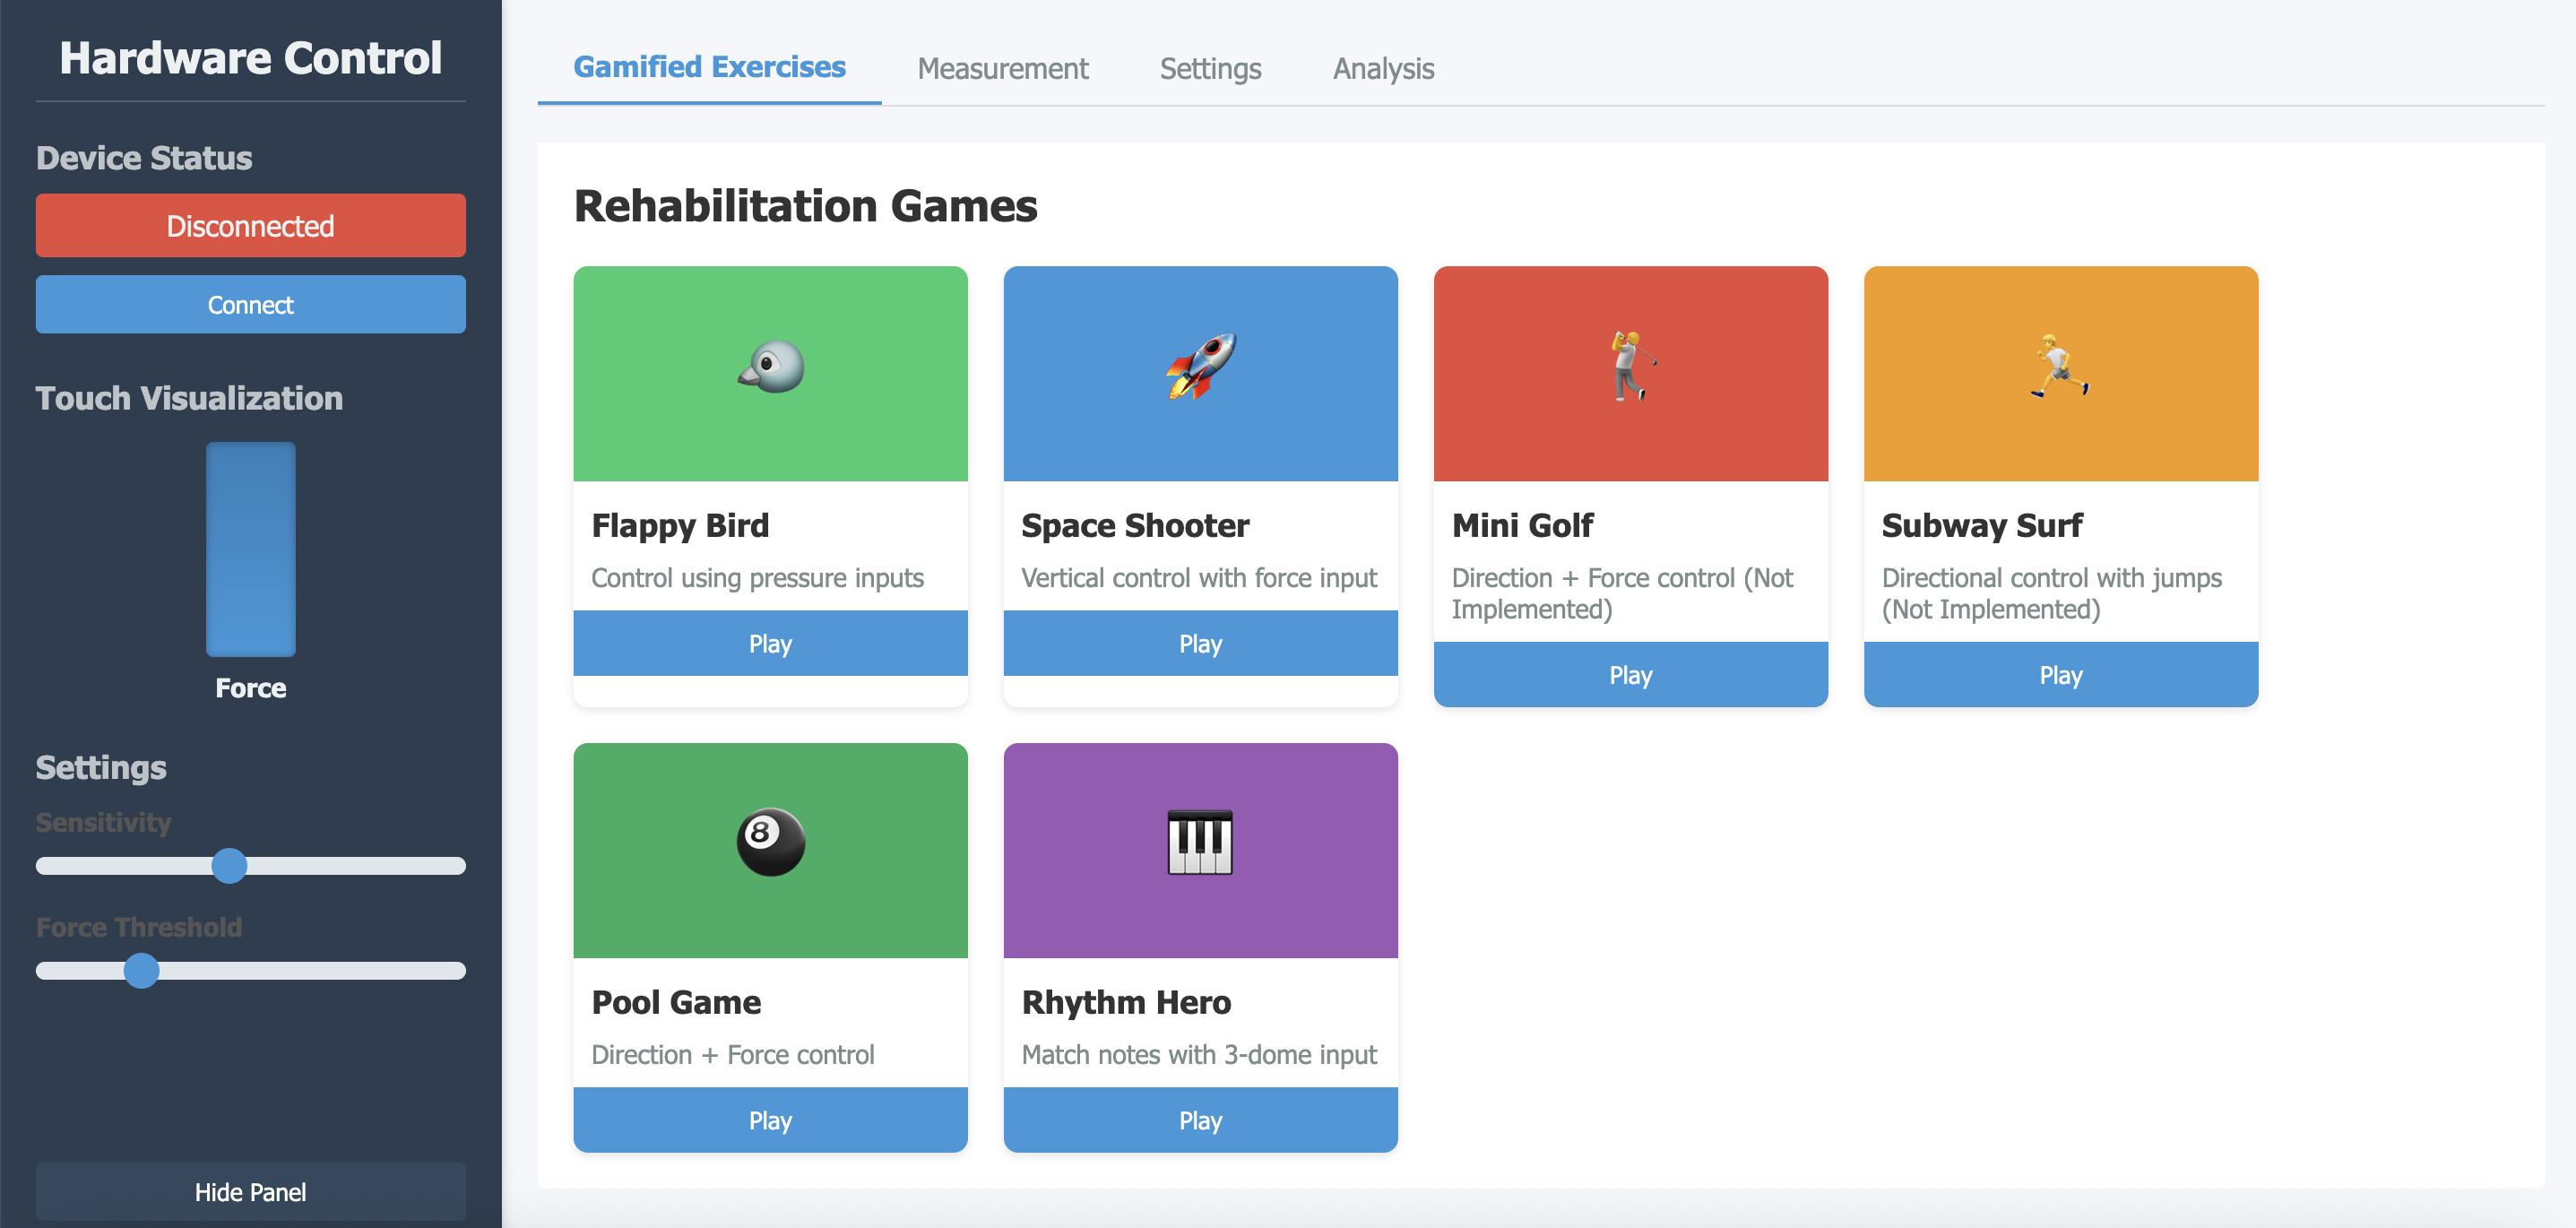 Hardware Control
Device Status
Disconnected
Connect
Touch Visualization
Force
Settings
Sensitivity
Force Threshold
Hide Panel
Gamified Exercises
Measurement
Settings
Analysis
Rehabilitation Games
Flappy Bird
Control using pressure inputs
Play
Space Shooter
Vertical control with force input
Play
Mini Golf
Direction + Force control (Not
Implemented)
Play
Subway Surf
Directional control with jumps
(Not Implemented)
Play
8
Pool Game
Direction + Force control
Play
Rhythm Hero
Match notes with 3-dome input
Play